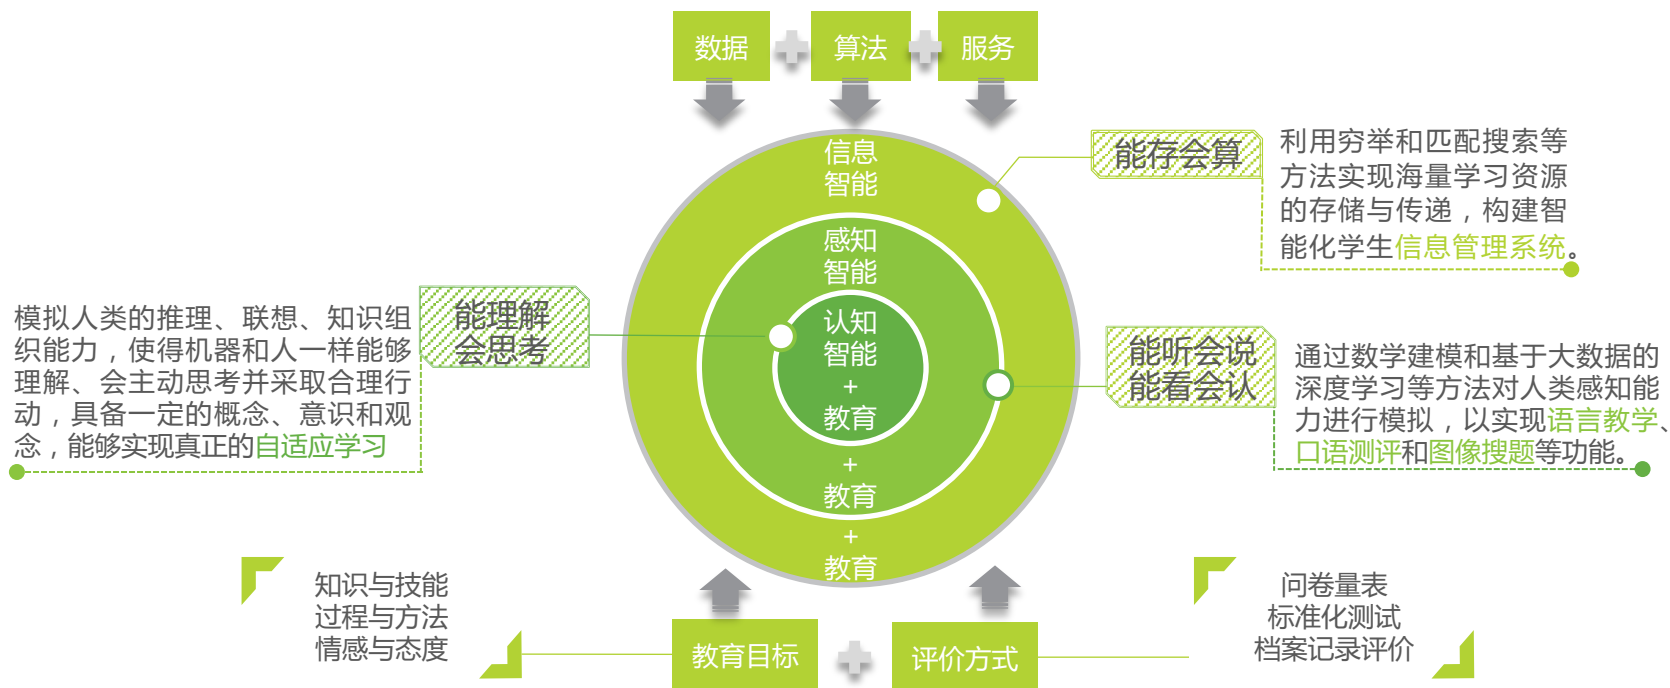 数据
+
算法
+
服务
信息
智能
感知
智能
认知
智能
+
教育
+
教育
+
教育
能存会算
利用穷举和匹配搜索等
方法实现海量学习资源
的存储与传递，构建智
能化学生信息管理系统。
能理解
会思考
模拟人类的推理、联想、知识组
织能力，使得机器和人一样能够
理解、会主动思考并采取合理行
动，具备一定的概念、意识和观
念，能够实现真正的自适应学习
能听会说
能看会认
通过数学建模和基于大数据的
深度学习等方法对人类感知能
力进行模拟，以实现语言教学、
口语测评和图像搜题等功能。
知识与技能
过程与方法
情感与态度
教育目标
+
评价方式
问卷量表
标准化测试
档案记录评价